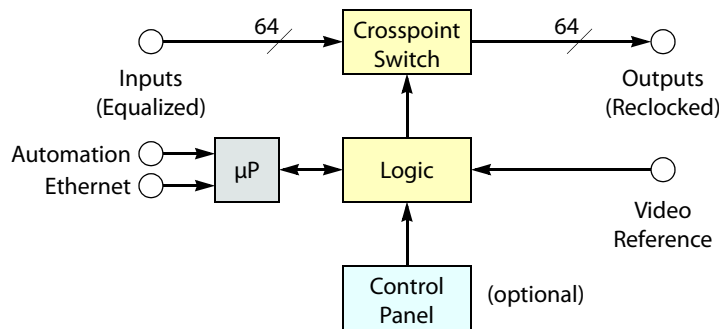 64
Crosspoint
Switch
64
Inputs
(Equalized)
Outputs
(Reclocked)
Automation
Ethernet
µP
Logic
Video
Reference
Control
Panel
(optional)